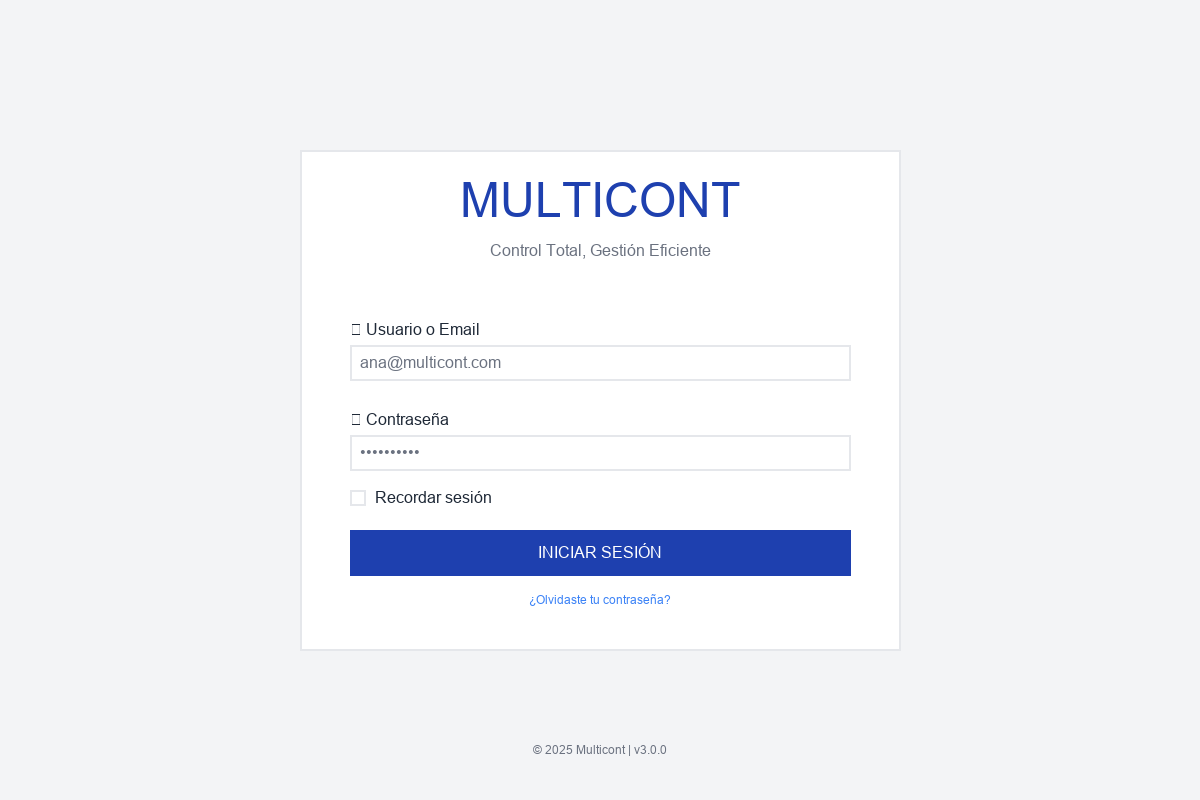 MULTICONT
Control Total, Gestión Eficiente
Usuario o Email
ana@multicont.com
Contraseña
••••••••••
Recordar sesión
INICIAR SESIÓN
¿Olvidaste tu contraseña?
© 2025 Multicont | v3.0.0